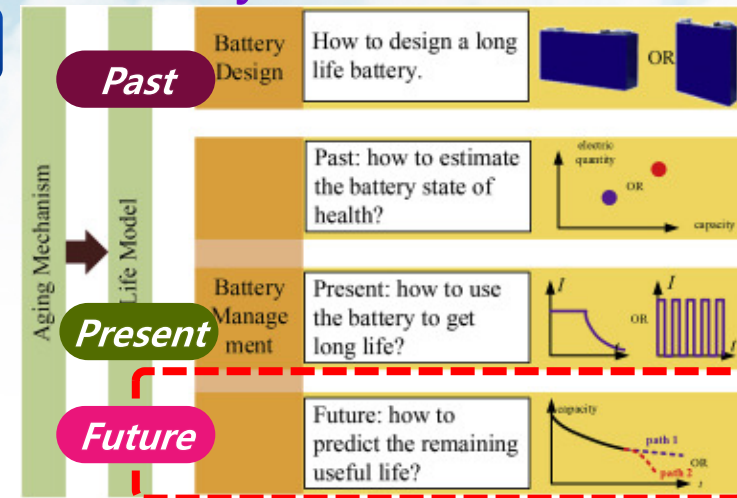 Past
Battery
Design
How to design a long
life battery.
OR
Aging Mechanism
Life Model
Past: how to estimate
the battery state of
health?
electric
quantity
OR
capacity
Present
Battery
Manage
ment
Present: how to use
the battery to get
long life?
I
t
OR
I
t
Future
Future: how to
predict the remaining
useful life?
capacity
path 1
OR
path 2
t